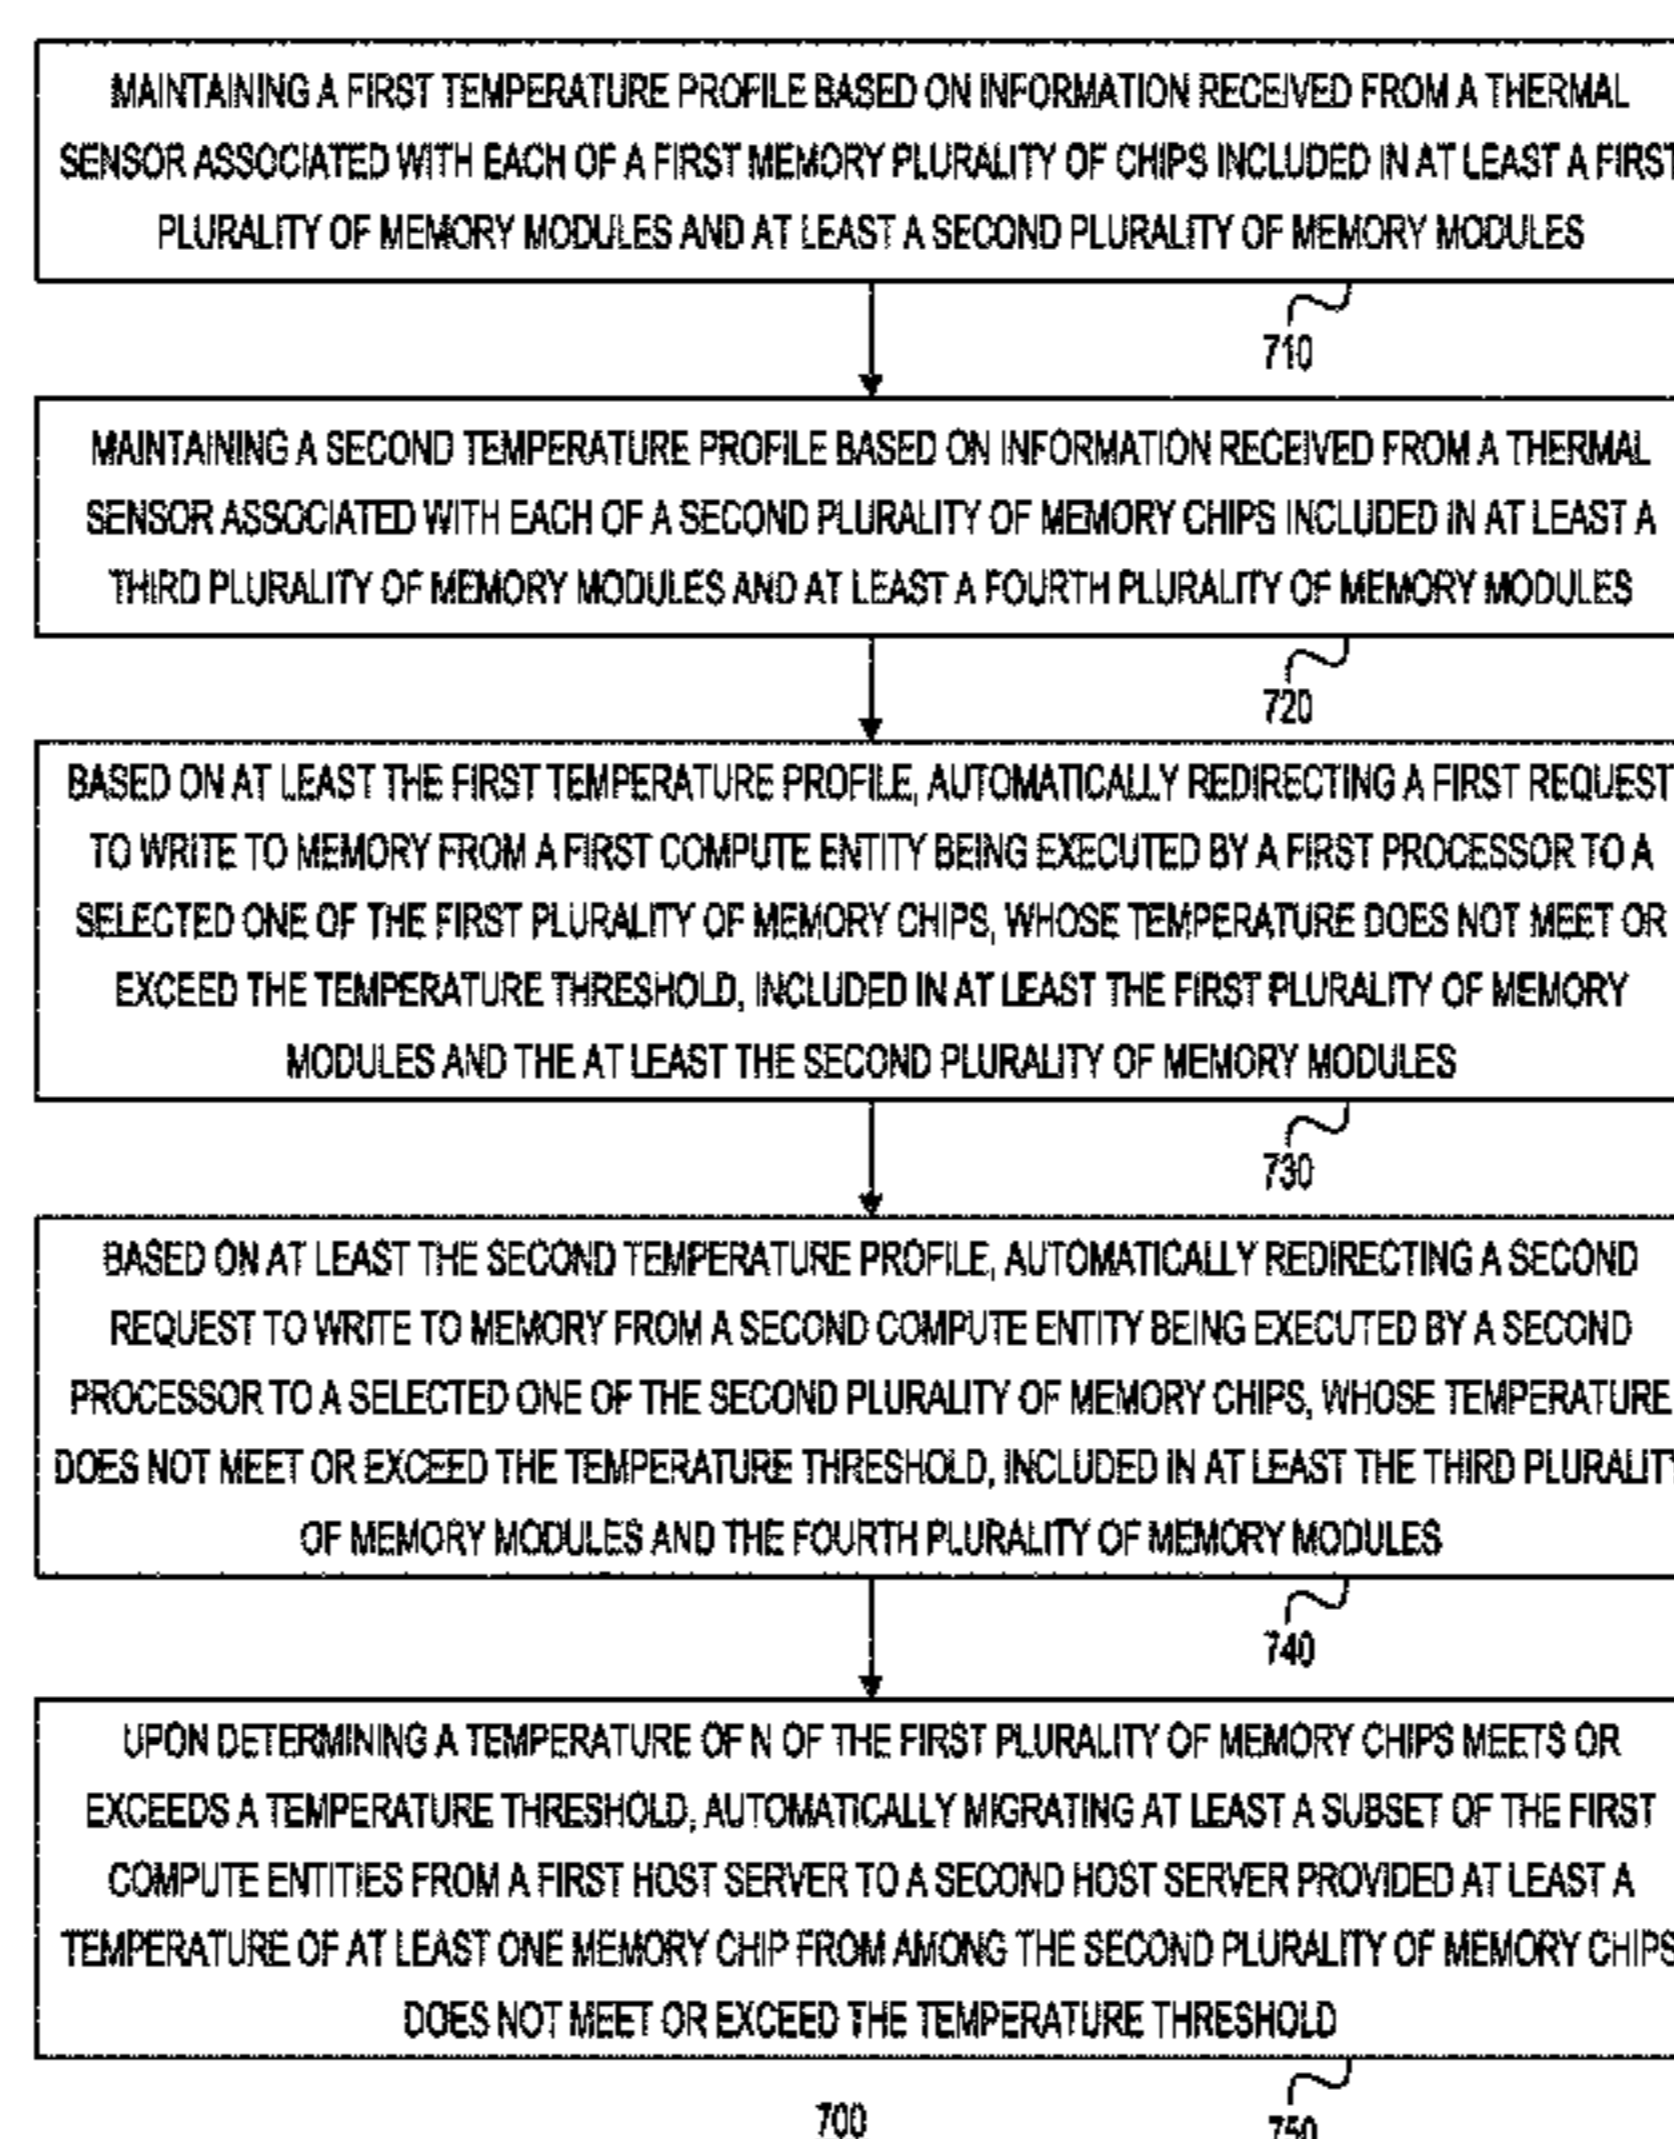 MAINTAINING A FIRST TEMPERATURE PROFILE BASED ON INFORMATION RECEIVED FROM A THERMAL
SENSOR ASSOCIATED WITH EACH OF A FIRST MEMORY PLURALITY OF CHIPS INCLUDED IN AT LEAST A FIRST
PLURALITY OF MEMORY MODULES AND AT LEAST A SECOND PLURALITY OF MEMORY MODULES
710
MAINTAINING A SECOND TEMPERATURE PROFILE BASED ON INFORMATION RECEIVED FROM A THERMAL
SENSOR ASSOCIATED WITH EACH OF A SECOND PLURALITY OF MEMORY CHIPS INCLUDED IN AT LEAST A
THIRD PLURALITY OF MEMORY MODULES AND AT LEAST A FOURTH PLURALITY OF MEMORY MODULES
720
BASED ON AT LEAST THE FIRST TEMPERATURE PROFILE, AUTOMATICALLY REDIRECTING A FIRST REQUEST
TO WRITE TO MEMORY FROM A FIRST COMPUTE ENTITY BEING EXECUTED BY A FIRST PROCESSOR TO A
SELECTED ONE OF THE FIRST PLURALITY OF MEMORY CHIPS, WHOSE TEMPERATURE DOES NOT MEET OR
EXCEED THE TEMPERATURE THRESHOLD, INCLUDED IN AT LEAST THE FIRST PLURALITY OF MEMORY
MODULES AND THE AT LEAST THE SECOND PLURALITY OF MEMORY MODULES
730
BASED ON AT LEAST THE SECOND TEMPERATURE PROFILE, AUTOMATICALLY REDIRECTING A SECOND
REQUEST TO WRITE TO MEMORY FROM A SECOND COMPUTE ENTITY BEING EXECUTED BY A SECOND
PROCESSOR TO A SELECTED ONE OF THE SECOND PLURALITY OF MEMORY CHIPS, WHOSE TEMPERATURE
DOES NOT MEET OR EXCEED THE TEMPERATURE THRESHOLD, INCLUDED IN AT LEAST THE THIRD PLURALITY
OF MEMORY MODULES AND THE FOURTH PLURALITY OF MEMORY MODULES
740
UPON DETERMINING A TEMPERATURE OF N OF THE FIRST PLURALITY OF MEMORY CHIPS MEETS OR
EXCEEDS A TEMPERATURE THRESHOLD, AUTOMATICALLY MIGRATING AT LEAST A SUBSET OF THE FIRST
COMPUTE ENTITIES FROM A FIRST HOST SERVER TO A SECOND HOST SERVER PROVIDED AT LEAST A
TEMPERATURE OF AT LEAST ONE MEMORY CHIP FROM AMONG THE SECOND PLURALITY OF MEMORY CHIPS
DOES NOT MEET OR EXCEED THE TEMPERATURE THRESHOLD
750
700